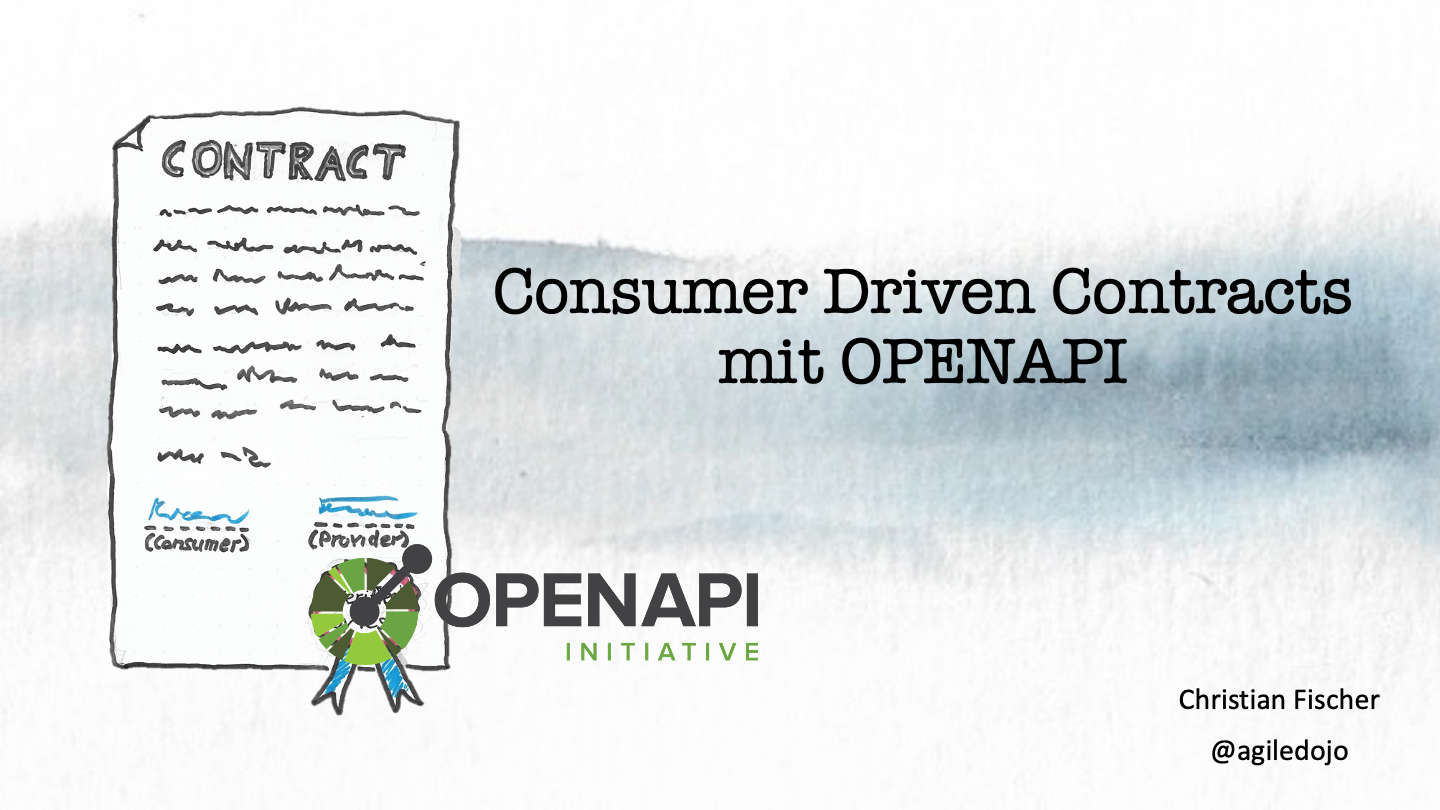 CONTRACT
(Consumer)
(Provider)
Consumer Driven Contracts
mit OPENAPI
OPENAPI
INITIATIVE
Christian Fischer
@agiledojo